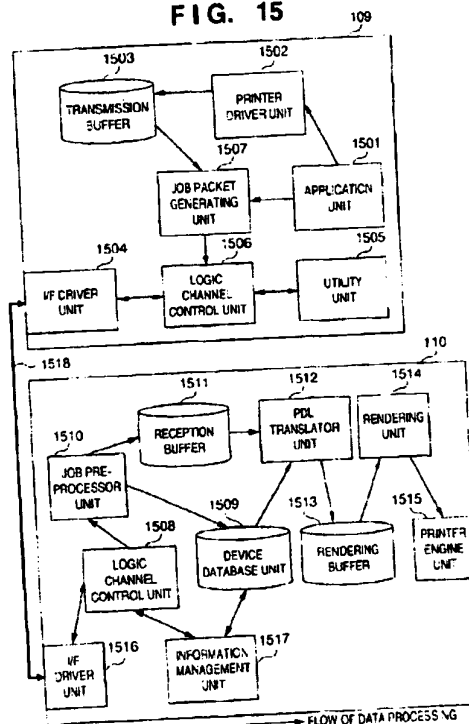 FIG. 15
109
1503
1502
TRANSMISSION
BUFFER
PRINTER
DRIVER UNIT
1507
1501
JOB PACKET
GENERATING
UNIT
APPLICATION
UNIT
1504
1506
1505
I/F DRIVER
UNIT
LOGIC CHANNEL
CONTROL UNIT
UTILITY
UNIT
1518
110
1511
1512
1514
1510
RECEPTION
BUFFER
PDL
TRANSLATOR
UNIT
RENDERING
UNIT
JOB PRE-
PROCESSOR
UNIT
1508
1509
1513
1515
LOGIC
CHANNEL
CONTROL UNIT
DEVICE
DATABASE UNIT
RENDERING
BUFFER
PRINTER
ENGINE
UNIT
I/F
DRIVER
UNIT
1516
INFORMATION
MANAGEMENT
UNIT
1517
FLOW OF DATA PROCESSING